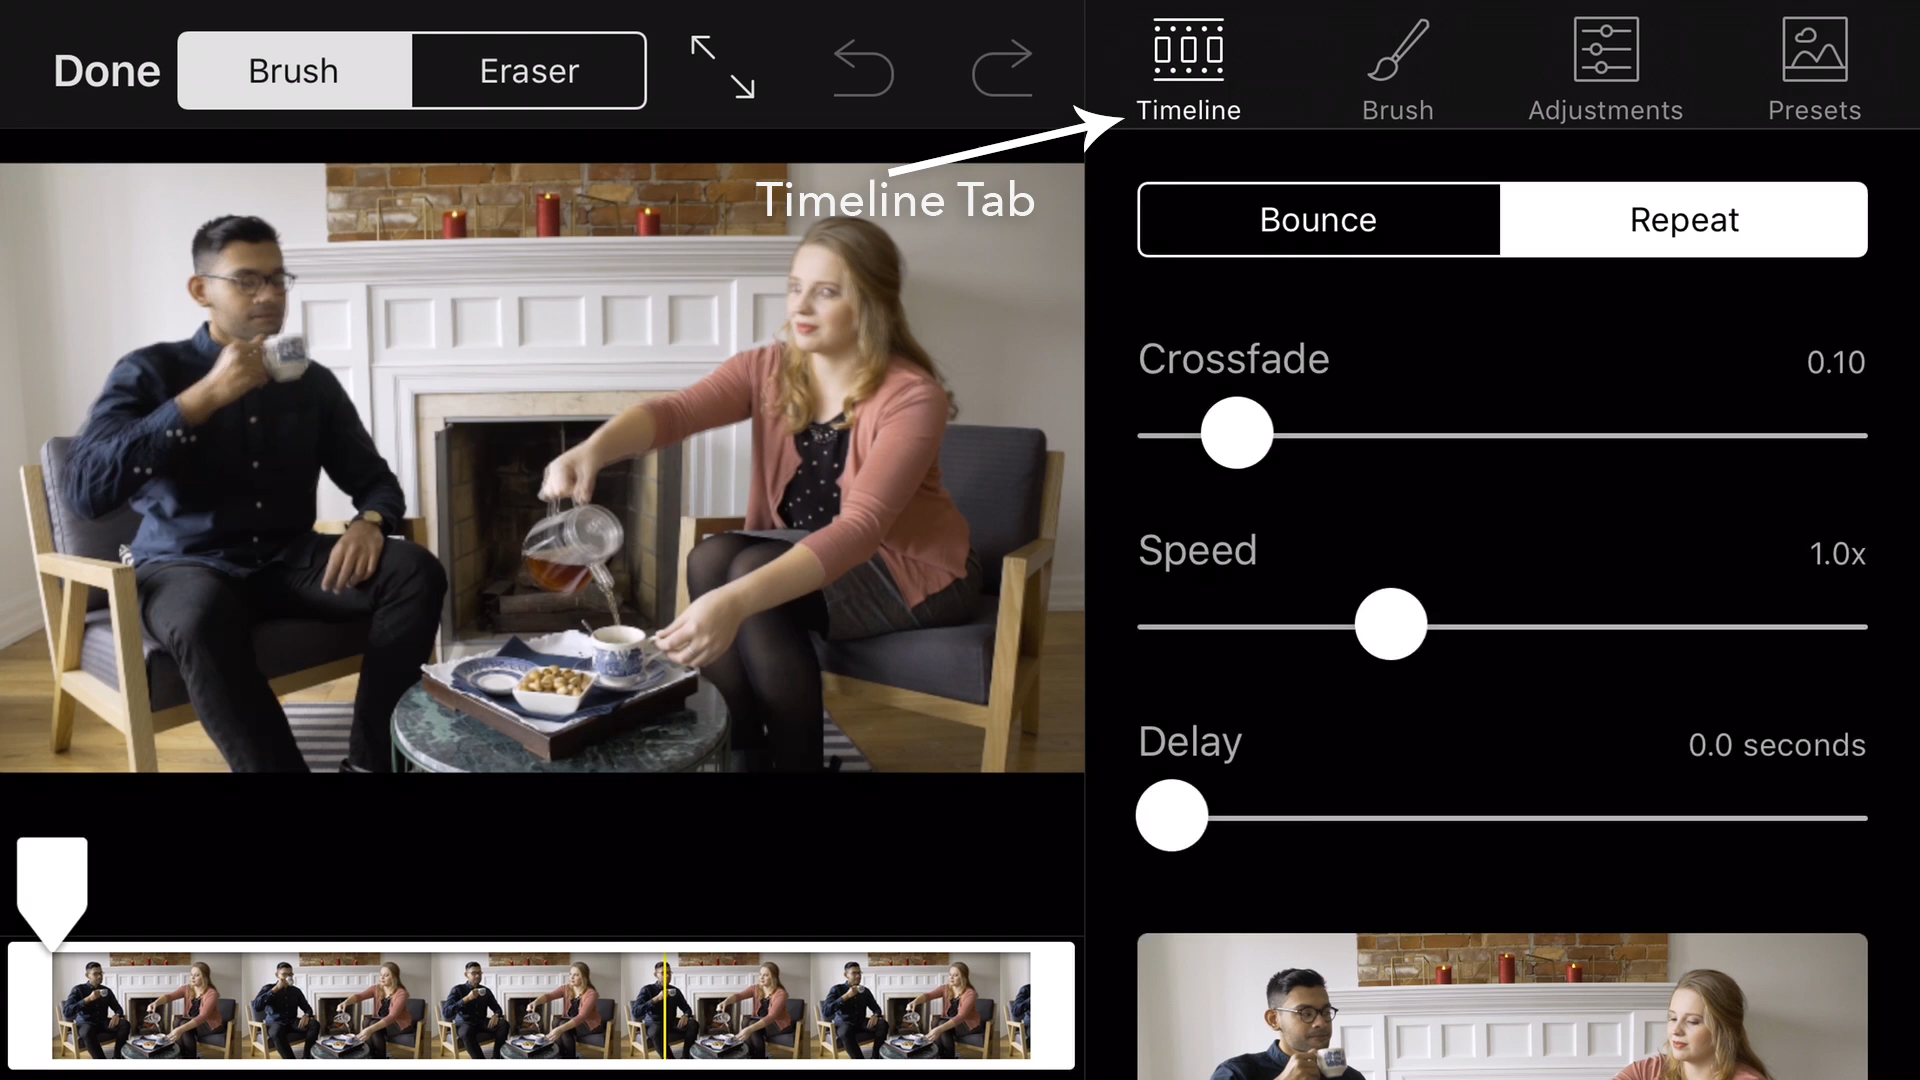 Done
Brush
Eraser
Timeline
Brush
Adjustments
Presets
Timeline Tab
Bounce
Repeat
Crossfade
0.10
Speed
1.0x
Delay
0.0 seconds